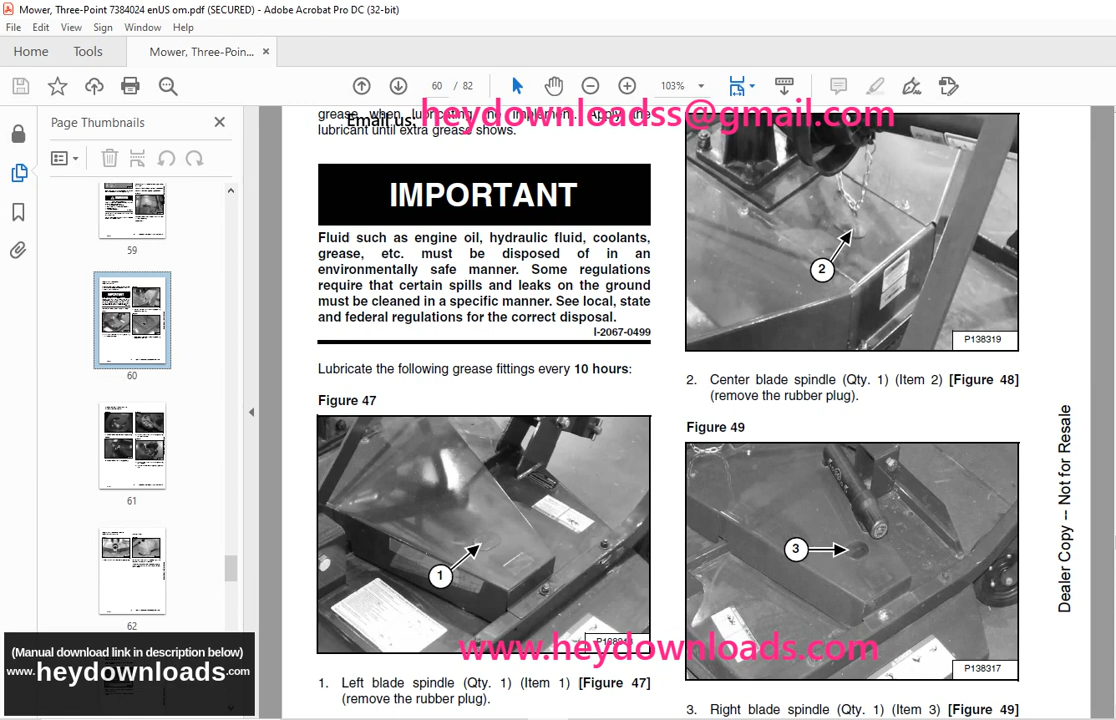 Mower, Three-Point 7384024 enUS om.pdf (SECURED) - Adobe Acrobat Pro DC (32-bit)
File Edit View Sign Window Help
Home Tools Mower, Three-Poin... ×
60 / 82 103%
Page Thumbnails
59
60
61
62
heydownloadss@gmail.com
Email us:
grease when lubricating the implement. Apply the
lubricant until extra grease shows.
IMPORTANT
Fluid such as engine oil, hydraulic fluid, coolants,
grease, etc. must be disposed of in an
environmentally safe manner. Some regulations
require that certain spills and leaks on the ground
must be cleaned in a specific manner. See local, state
and federal regulations for the correct disposal.
I-2067-0499
Lubricate the following grease fittings every 10 hours:
Figure 47
1
1. Left blade spindle (Qty. 1) (Item 1) [Figure 47]
(remove the rubber plug).
2
P138319
2. Center blade spindle (Qty. 1) (Item 2) [Figure 48]
(remove the rubber plug).
Figure 49
3
P138317
3. Right blade spindle (Qty. 1) (Item 3) [Figure 49]
Dealer Copy -- Not for Resale
www.heydownloads.com
(Manual download link in description below)
www.heydownloads.com